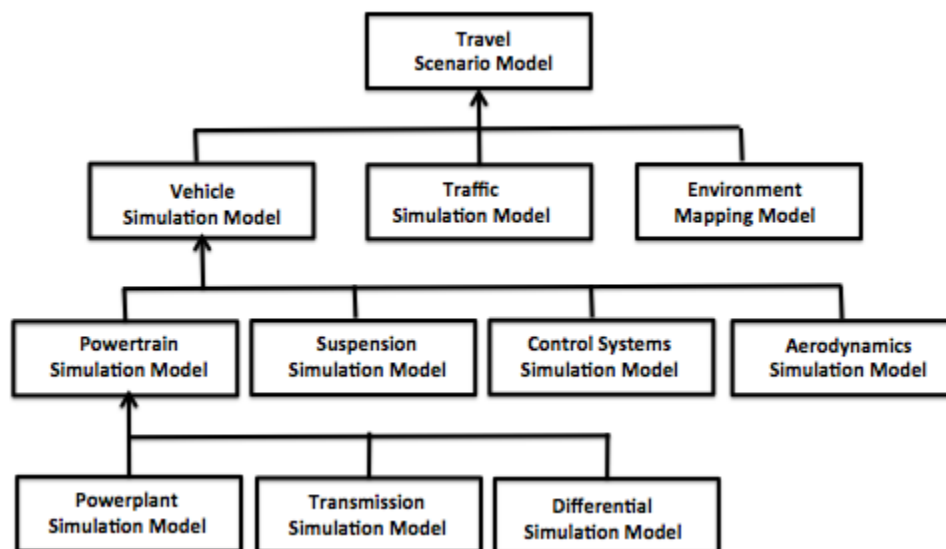 Travel
Scenario Model
Vehicle
Simulation Model
Traffic
Simulation Model
Environment
Mapping Model
Powertrain
Simulation Model
Suspension
Simulation Model
Control Systems
Simulation Model
Aerodynamics
Simulation Model
Powerplant
Simulation Model
Transmission
Simulation Model
Differential
Simulation Model